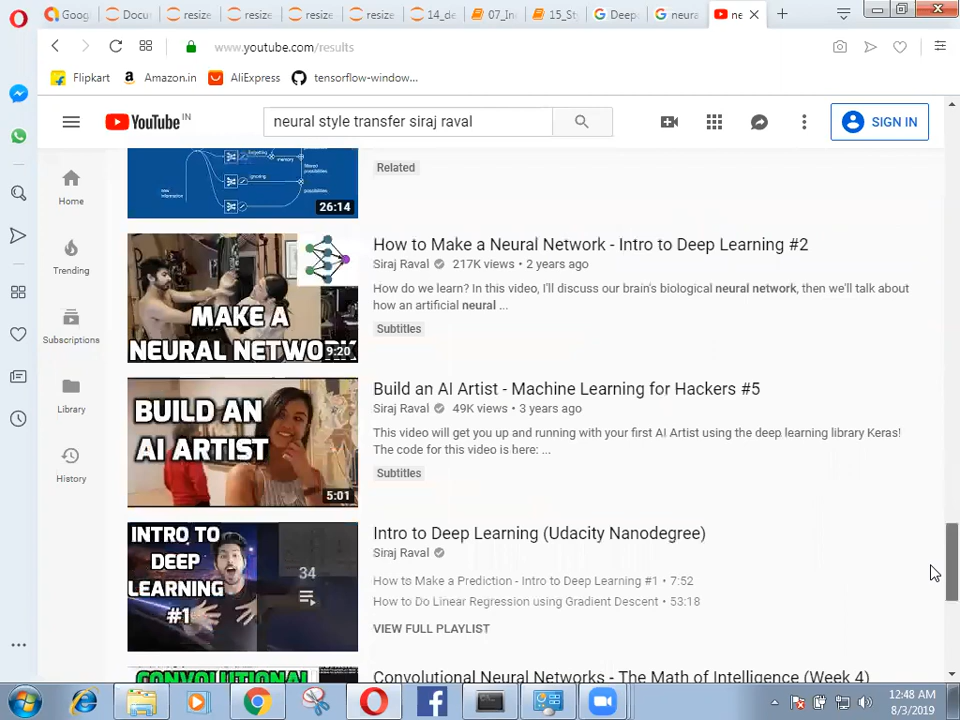 Goog
Docu
resize
resize
resize
resize
14_de
07_In
15_St
Deep
neura
ne
www.youtube.com/results
Flipkart
Amazon.in
AliExpress
tensorflow-window...
YouTube IN
neural style transfer siraj raval
SIGN IN
Home
Trending
Subscriptions
Library
History
memory
ignoring
26:14
Related
How to Make a Neural Network - Intro to Deep Learning #2
Siraj Raval 217K views • 2 years ago
How do we learn? In this video, I'll discuss our brain's biological neural network, then we'll talk about
how an artificial neural ...
Subtitles
MAKE A
NEURAL NETWORK
9:20
Build an AI Artist - Machine Learning for Hackers #5
Siraj Raval 49K views • 3 years ago
This video will get you up and running with your first AI Artist using the deep learning library Keras!
The code for this video is here: ...
Subtitles
BUILD AN
AI ARTIST
5:01
Intro to Deep Learning (Udacity Nanodegree)
Siraj Raval
How to Make a Prediction - Intro to Deep Learning #1 • 7:52
How to Do Linear Regression using Gradient Descent • 53:18
VIEW FULL PLAYLIST
INTRO TO
DEEP
LEARNING
#1
34
Convolutional Neural Networks - The Math of Intelligence (Week 4)
CONVOLUTIONAL
12:48 AM
8/3/2019